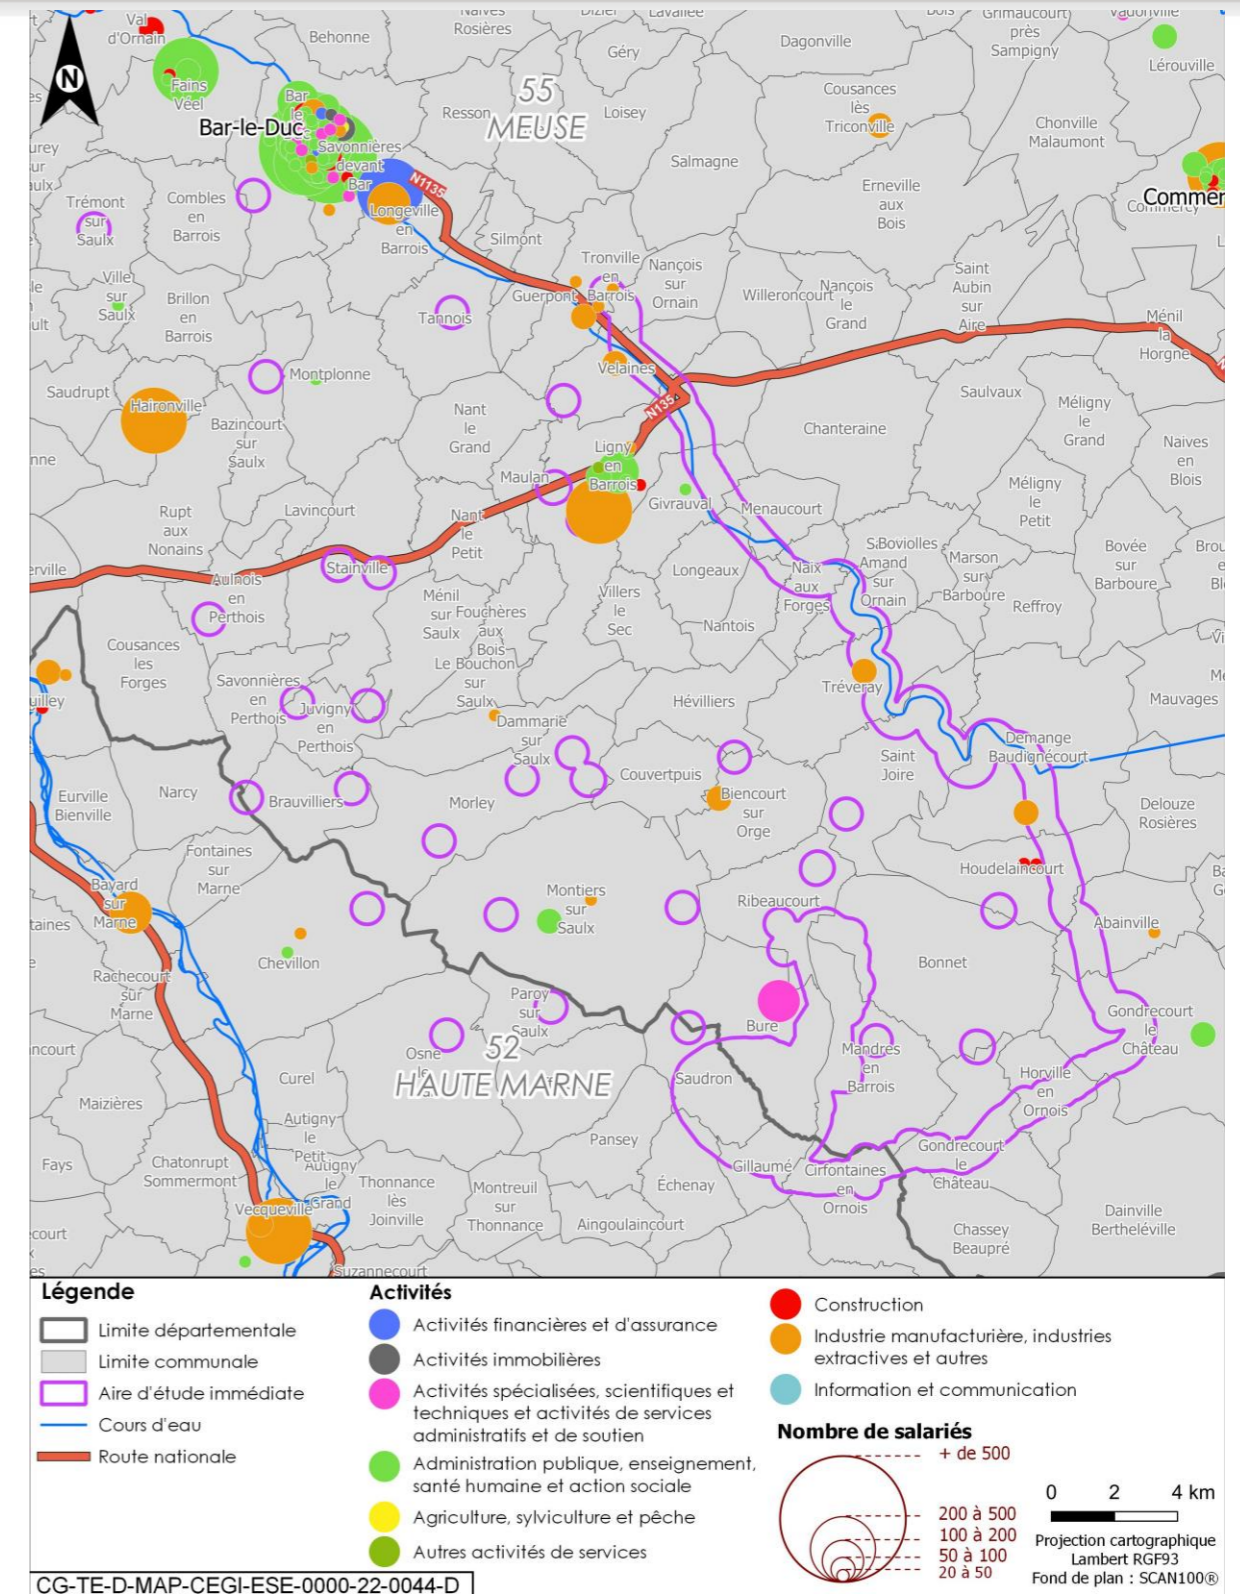 Val
d'Ornain
Behonne
Naives
Rosières
Dizier
Lavallée
Géry
Dagonville
Bois
Grimaucourt
près
Sampigny
Vadonville
Lérouville
N
Fains
Véel
55
MEUSE
Resson
Loisey
Cousances
lès
Triconville
Chonville
Malaumont
Bar
le
Bar-le-Duc
Savonnières
devant
Bar
N1135
Salmagne
Erneville
aux
Bois
Commercy
Trémont
sur
Saulx
Combles
en
Barrois
Longeville
en
Barrois
Silmont
Tronville
en
Barrois
Nançois
sur
Ornain
Guerpont
Willeroncourt
Nançois
le
Grand
Saint
Aubin
sur
Aire
Ménil
la
Horgne
Ville
sur
Saulx
Brillon
en
Barrois
Tannois
Velaines
N135
Montplonne
Saudrupt
Haironville
Bazincourt
sur
Saulx
Nant
le
Grand
Chanteraine
Saulvaux
Méligny
le
Grand
Naives
en
Blois
Ligny
en
Barrois
Maulan
Givrauval
Menaucourt
Méligny
le
Petit
Rupt
aux
Nonains
Lavincourt
Nant
le
Petit
Stainville
Aulnois
en
Perthois
Longeaux
Naix
aux
Forges
St
Amand
sur
Ornain
Boviolles
Marson
sur
Barboure
Reffroy
Bovée
sur
Barboure
Ménil
sur
Saulx
Fouchères
aux
Bois
Villers
le
Sec
Nantois
Cousances
les
Forges
Le Bouchon
sur
Saulx
Savonnières
en
Perthois
Juvigny
en
Perthois
Dammarie
sur
Saulx
Hévilliers
Tréveray
Mauvages
Saint
Joire
Demange
Baudignécourt
Eurville
Bienville
Narcy
Brauvilliers
Morley
Couvertpuis
Biencourt
sur
Orge
Delouze
Rosières
Fontaines
sur
Marne
Houdelaincourt
Bayard
sur
Marne
Montiers
sur
Saulx
Ribeaucourt
Abainville
Chevillon
Bonnet
Rachecourt
sur
Marne
Paroy
sur
Saulx
Bure
Gondrecourt
le
Château
Osne
le
52
HAUTE MARNE
Mandres
en
Barrois
Saudron
Horville
en
Ornois
Curel
Maizières
Autigny
le
Petit
Pansey
Fays
Chatonrupt
Sommermont
Autigny
le
Grand
Thonnance
lès
Joinville
Montreuil
sur
Thonnance
Échenay
Gillaumé
Cirfontaines
en
Ornois
Gondrecourt
le
Château
Vecqueville
Aingoulaincourt
Chassey
Beaupré
Dainville
Bertheléville
Suzannecourt
Légende
Limite départementale
Limite communale
Aire d'étude immédiate
Cours d'eau
Route nationale
Activités
Activités financières et d'assurance
Activités immobilières
Activités spécialisées, scientifiques et
techniques et activités de services
administratifs et de soutien
Administration publique, enseignement,
santé humaine et action sociale
Agriculture, sylviculture et pêche
Autres activités de services
Construction
Industrie manufacturière, industries
extractives et autres
Information et communication
Nombre de salariés
+ de 500
200 à 500
100 à 200
50 à 100
20 à 50
0 2 4 km
Projection cartographique
Lambert RGF93
Fond de plan : SCAN100®
CG-TE-D-MAP-CEGI-ESE-0000-22-0044-D